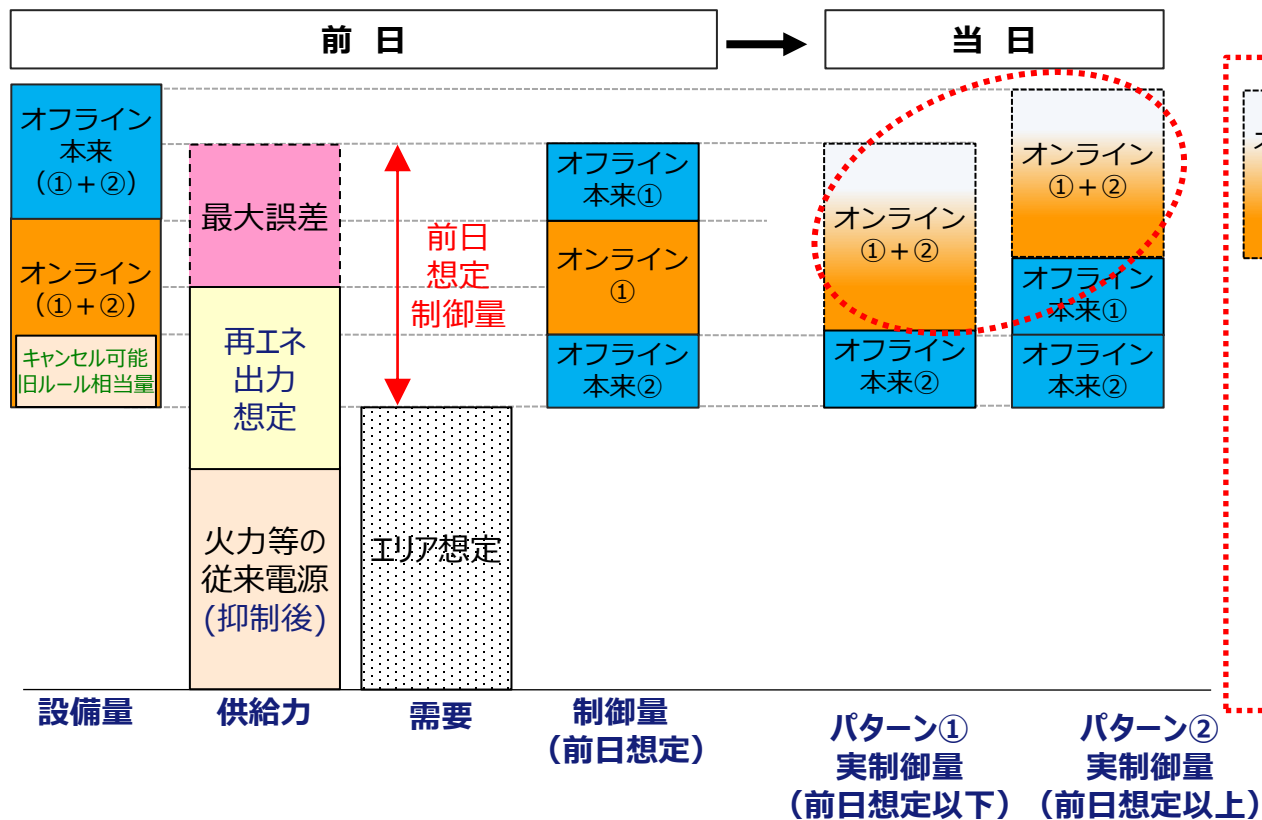 前 日
当 日
オフライン
本来
（①＋②）
オンライン
（①＋②）
キャンセル可能
旧ルール相当量
最大誤差
再エネ
出力
想定
火力等の
従来電源
(抑制後)
前日
想定
制御量
エリア想定
オフライン
本来①
オンライン
①
オフライン
本来②
オンライン
①＋②
オフライン
本来②
オンライン
①＋②
オフライン
本来①
オフライン
本来②
設備量
供給力
需要
制御量
（前日想定）
パターン①
実制御量
（前日想定以下）
パターン②
実制御量
（前日想定以上）